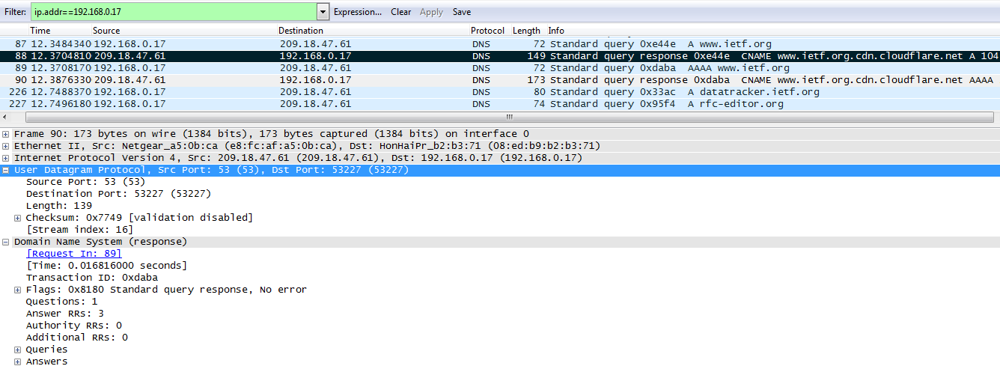 Filter: ip.addr==192.168.0.17 Expression... Clear Apply Save
Time Source Destination Protocol Length Info
87 12.3484340 192.168.0.17 209.18.47.61 DNS 72 Standard query 0xe44e A www.ietf.org
88 12.3704810 209.18.47.61 192.168.0.17 DNS 149 Standard query response 0xe44e CNAME www.ietf.org.cdn.cloudflare.net A 104
89 12.3708170 192.168.0.17 209.18.47.61 DNS 72 Standard query 0xdaba AAAA www.ietf.org
90 12.3876330 209.18.47.61 192.168.0.17 DNS 173 Standard query response 0xdaba CNAME www.ietf.org.cdn.cloudflare.net AAAA
226 12.7488370 192.168.0.17 209.18.47.61 DNS 80 Standard query 0x33ac A datatracker.ietf.org
227 12.7496180 192.168.0.17 209.18.47.61 DNS 74 Standard query 0x95f4 A rfc-editor.org
Frame 90: 173 bytes on wire (1384 bits), 173 bytes captured (1384 bits) on interface 0
Ethernet II, Src: Netgear_a5:0b:ca (e8:fc:af:a5:0b:ca), Dst: HonHaiPr_b2:b3:71 (08:ed:b9:b2:b3:71)
Internet Protocol Version 4, Src: 209.18.47.61 (209.18.47.61), Dst: 192.168.0.17 (192.168.0.17)
User Datagram Protocol, Src Port: 53 (53), Dst Port: 53227 (53227)
Source Port: 53 (53)
Destination Port: 53227 (53227)
Length: 139
Checksum: 0x7749 [validation disabled]
[Stream index: 16]
Domain Name System (response)
[Request In: 89]
[Time: 0.016816000 seconds]
Transaction ID: 0xdaba
Flags: 0x8180 Standard query response, No error
Questions: 1
Answer RRs: 3
Authority RRs: 0
Additional RRs: 0
Queries
Answers